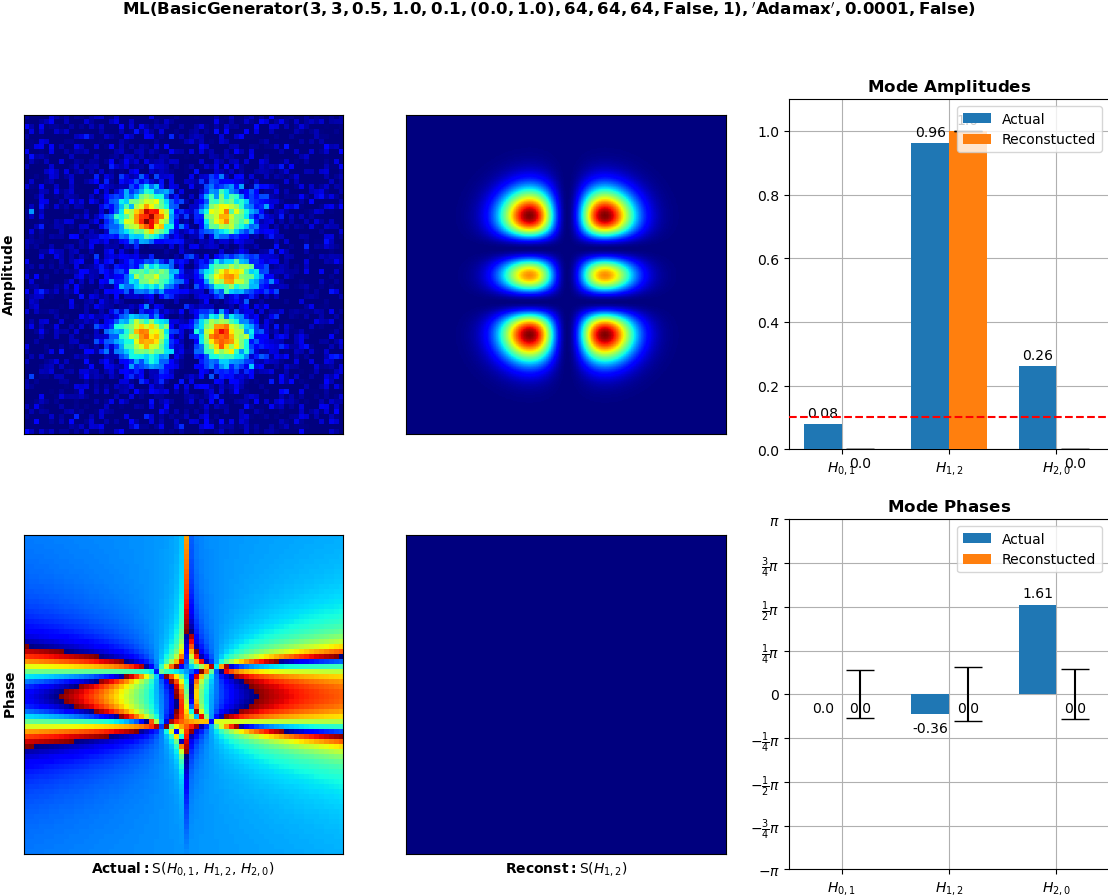 ML(BasicGenerator(3, 3, 0.5, 1.0, 0.1, (0.0, 1.0), 64, 64, 64, False, 1), ′Adamax′, 0.0001, False)
Amplitude
Mode Amplitudes
Actual
Reconstucted
1.0
0.8
0.6
0.4
0.2
0.0
0.08
0.96
0.26
0.0
0.0
H0,1
H1,2
H2,0
Phase
Actual: S(H0,1, H1,2, H2,0)
Reconst: S(H1,2)
Mode Phases
Actual
Reconstucted
π
3/4π
1/2π
1/4π
0
−1/4π
−1/2π
−3/4π
−π
0.0
0.0
-0.36
0.0
1.61
0.0
H0,1
H1,2
H2,0